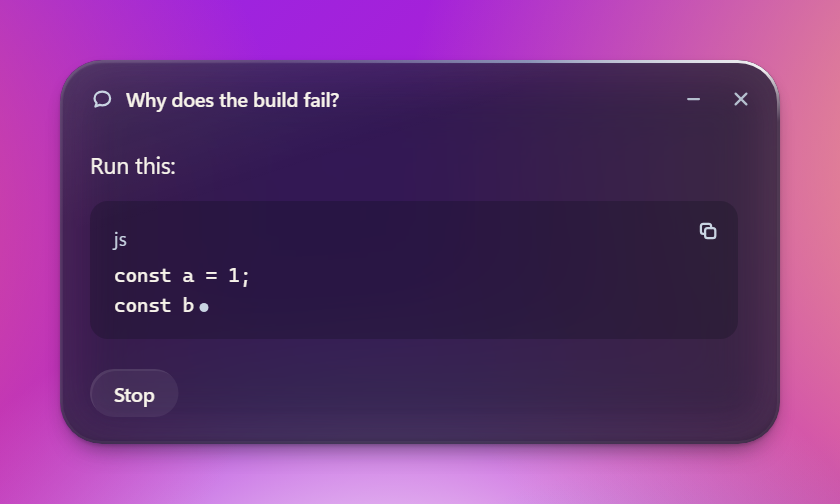 Why does the build fail?
Run this:
js
const a = 1;
const b
Stop